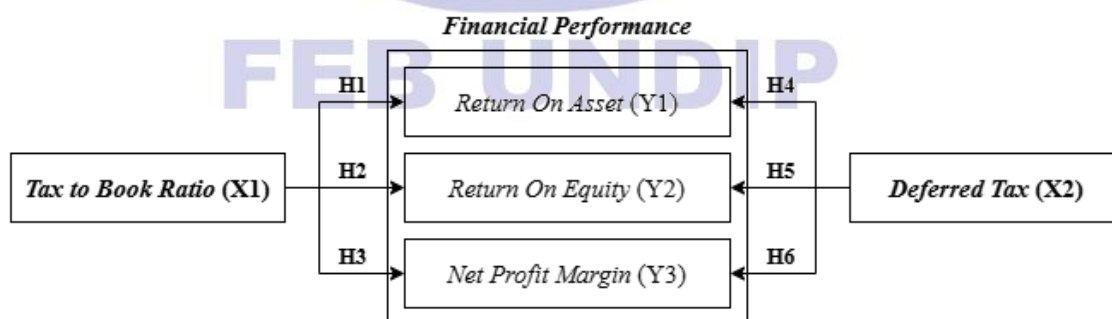 Financial Performance
FEB UNDIP
H1
Return On Asset (Y1)
H4
Tax to Book Ratio (X1)
H2
Return On Equity (Y2)
H5
Deferred Tax (X2)
H3
Net Profit Margin (Y3)
H6